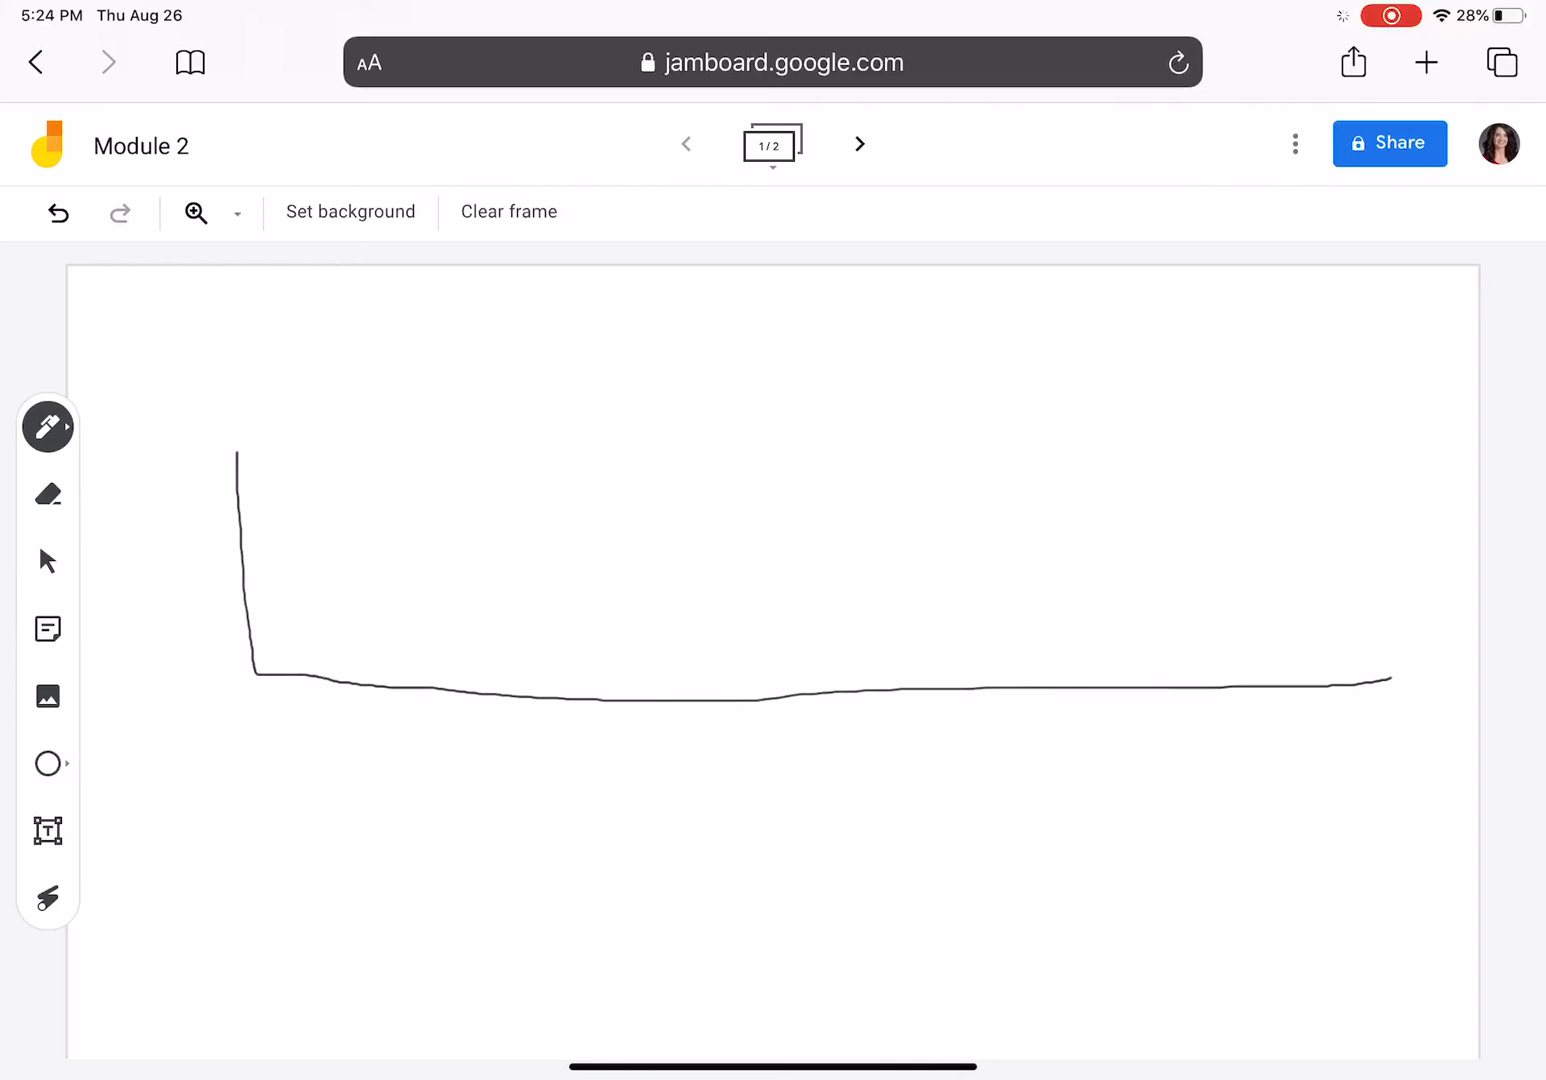 5:24 PM Thu Aug 26
28%
AA
jamboard.google.com
Module 2
1 / 2
Share
Set background
Clear frame
T